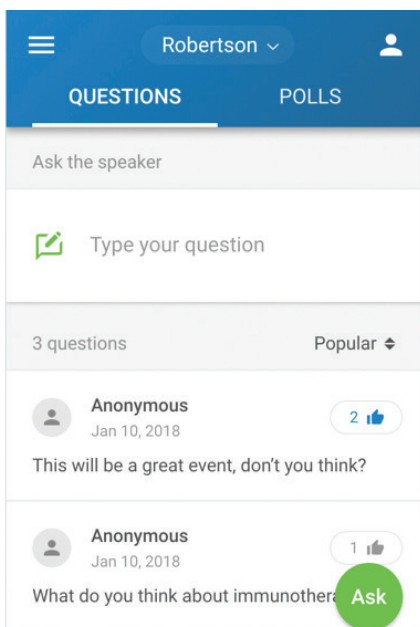 Robertson
QUESTIONS POLLS
Ask the speaker
Type your question
3 questions Popular
Anonymous
2
Jan 10, 2018
This will be a great event, don’t you think?
Anonymous
1
Jan 10, 2018
What do you think about
Ask